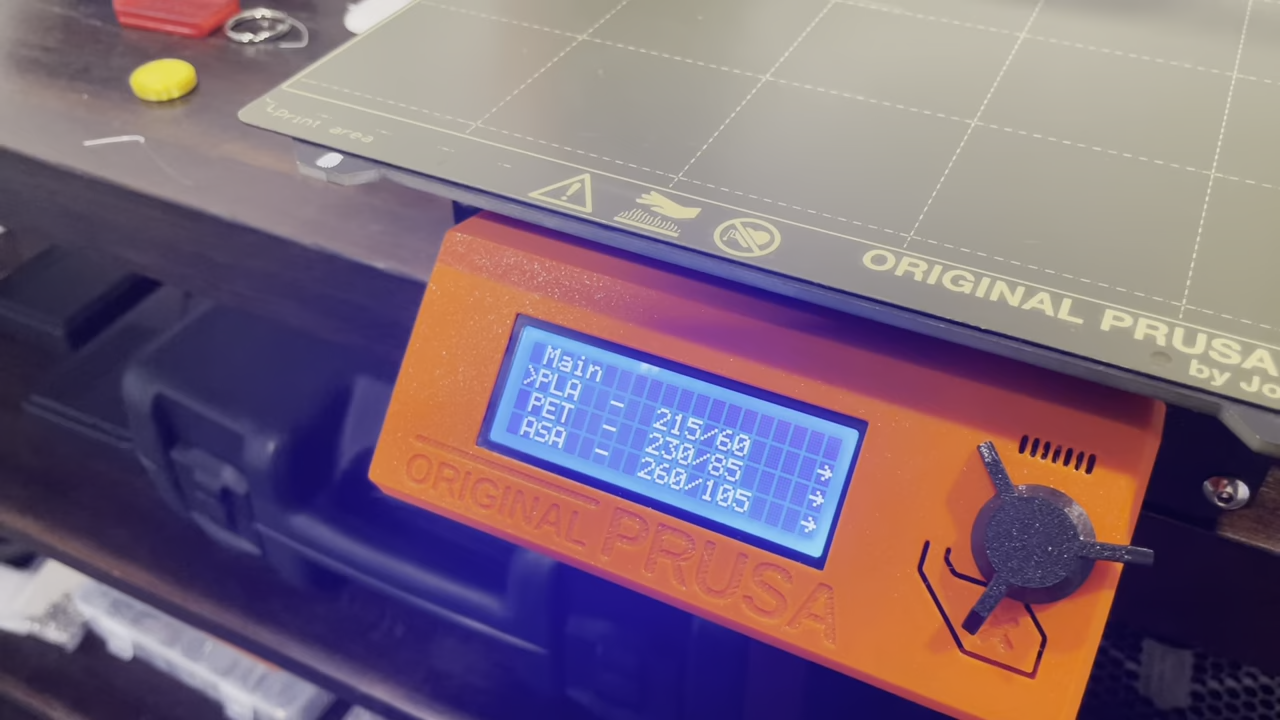 print area
ORIGINAL PRUSA
by Jo
Main
>PLA - 215/60 →
PET - 230/85 →
ASA - 260/105 →
ORIGINAL PRUSA